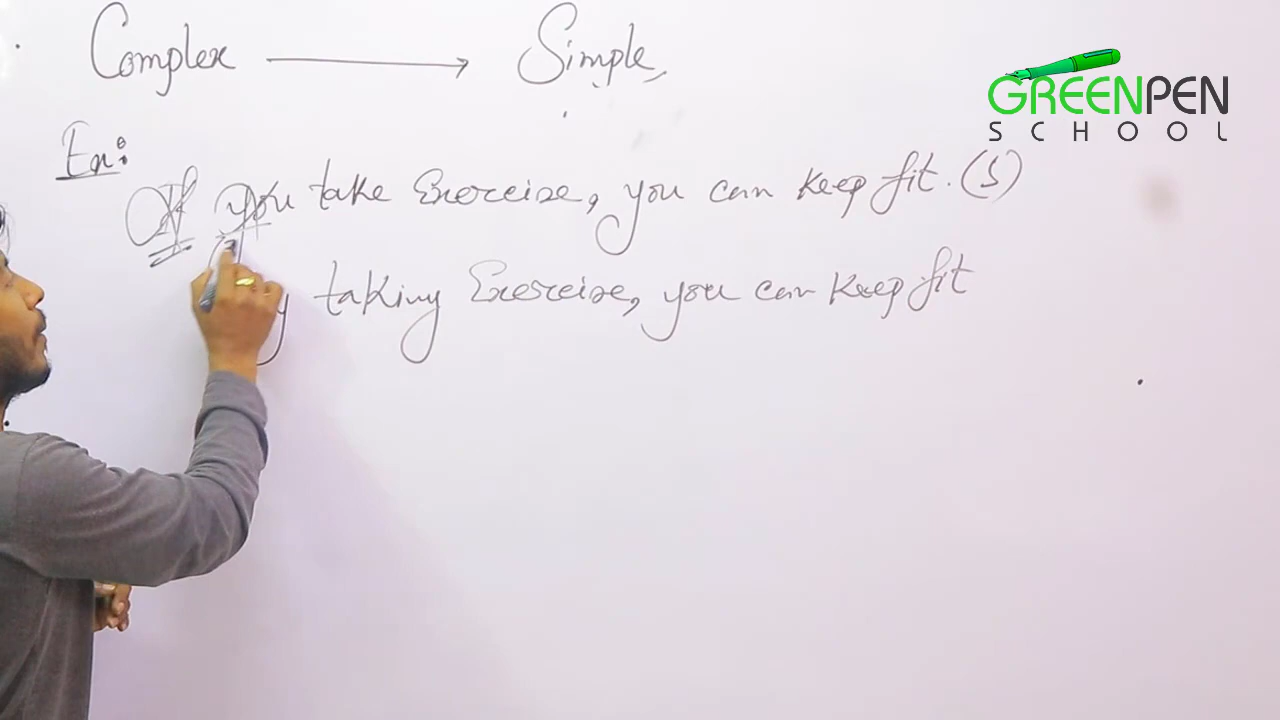 Complex → Simple,
GREENPEN
SCHOOL
Ex:
If you take Exercise, you can keep fit. (S)
taking Exercise, you can keep fit